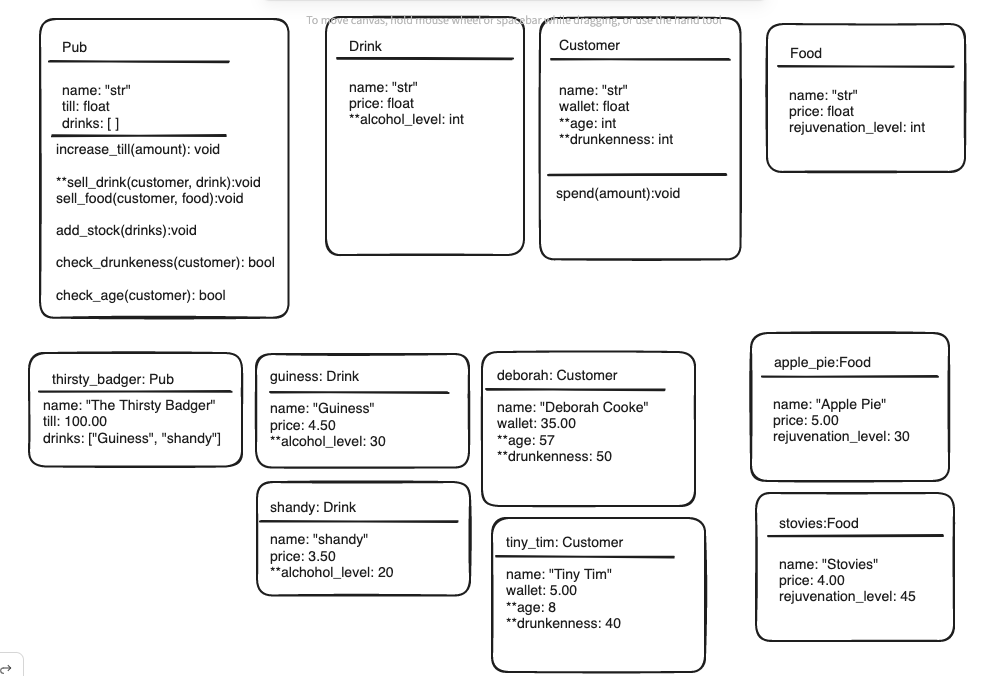 To move canvas, hold mouse wheel or spacebar while dragging, or use the hand tool
Pub
name: "str"
till: float
drinks: [ ]
increase_till(amount): void
**sell_drink(customer, drink):void
sell_food(customer, food):void
add_stock(drinks):void
check_drunkeness(customer): bool
check_age(customer): bool
Drink
name: "str"
price: float
**alcohol_level: int
Customer
name: "str"
wallet: float
**age: int
**drunkenness: int
spend(amount):void
Food
name: "str"
price: float
rejuvenation_level: int
thirsty_badger: Pub
name: "The Thirsty Badger"
till: 100.00
drinks: ["Guiness", "shandy"]
guiness: Drink
name: "Guiness"
price: 4.50
**alcohol_level: 30
shandy: Drink
name: "shandy"
price: 3.50
**alchohol_level: 20
deborah: Customer
name: "Deborah Cooke"
wallet: 35.00
**age: 57
**drunkenness: 50
tiny_tim: Customer
name: "Tiny Tim"
wallet: 5.00
**age: 8
**drunkenness: 40
apple_pie:Food
name: "Apple Pie"
price: 5.00
rejuvenation_level: 30
stovies:Food
name: "Stovies"
price: 4.00
rejuvenation_level: 45